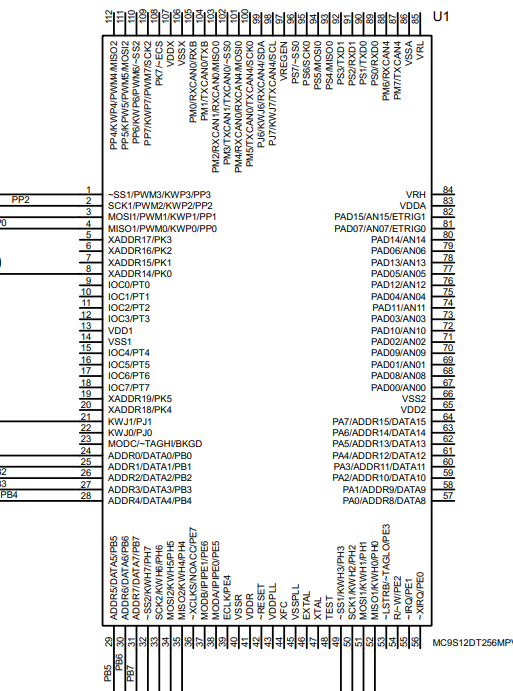 U1
112 PP4/KWP4/PWM4/MISO2
111 PP5/KPW5/PWM5/MOSI2
110 PP6/KWP6/PWM6/~SS2
109 PP7/KWP7/PWM7/SCK2
108 PK7/~ECS
107 VDDX
106 VSSX
105 PM0/RXCAN0/RXB
104 PM1/TXCAN0/TXB
103 PM2/RXCAN1/RXCAN0/MISO0
102 PM3/TXCAN1/TXCAN0/~SS0
101 PM4/RXCAN0/RXCAN4/MOSI0
100 PM5/TXCAN0/TXCAN4/SCK0
99 PJ6/KWJ6/RXCAN4/SDA
98 PJ7/KWJ7/TXCAN4/SCL
97 VREGEN
96 PS7/~SS0
95 PS6/SCK0
94 PS5/MOSI0
93 PS4/MISO0
92 PS3/TXD1
91 PS2/RXD1
90 PS1/TXD0
89 PS0/RXD0
88 PM6/RXCAN4
87 PM7/TXCAN4
86 VSSA
85 VRL
1 ~SS1/PWM3/KWP3/PP3
PP2 2 SCK1/PWM2/KWP2/PP2
3 MOSI1/PWM1/KWP1/PP1
P0 4 MISO1/PWM0/KWP0/PP0
5 XADDR17/PK3
6 XADDR16/PK2
7 XADDR15/PK1
8 XADDR14/PK0
9 IOC0/PT0
10 IOC1/PT1
11 IOC2/PT2
12 IOC3/PT3
13 VDD1
14 VSS1
15 IOC4/PT4
16 IOC5/PT5
17 IOC6/PT6
18 IOC7/PT7
19 XADDR19/PK5
20 XADDR18/PK4
21 KWJ1/PJ1
22 KWJ0/PJ0
23 MODC/~TAGHI/BKGD
24 ADDR0/DATA0/PB0
25 ADDR1/DATA1/PB1
26 ADDR2/DATA2/PB2
27 ADDR3/DATA3/PB3
PB4 28 ADDR4/DATA4/PB4
VRH 84
VDDA 83
PAD15/AN15/ETRIG1 82
PAD07/AN07/ETRIG0 81
PAD14/AN14 80
PAD06/AN06 79
PAD13/AN13 78
PAD05/AN05 77
PAD12/AN12 76
PAD04/AN04 75
PAD11/AN11 74
PAD03/AN03 73
PAD10/AN10 72
PAD02/AN02 71
PAD09/AN09 70
PAD01/AN01 69
PAD08/AN08 68
PAD00/AN00 67
VSS2 66
VDD2 65
PA7/ADDR15/DATA15 64
PA6/ADDR14/DATA14 63
PA5/ADDR13/DATA13 62
PA4/ADDR12/DATA12 61
PA3/ADDR11/DATA11 60
PA2/ADDR10/DATA10 59
PA1/ADDR9/DATA9 58
PA0/ADDR8/DATA8 57
ADDR5/DATA5/PB5 29 PB5
ADDR6/DATA6/PB6 30 PB6
ADDR7/DATA7/PB7 31 PB7
~SS2/KWH7/PH7 32
SCK2/KWH6/PH6 33
MOSI2/KWH5/PH5 34
MISO2/KWH4/PH4 35
~XCLKS/NOACC/PE7 36
MODB/IPIPE1/PE6 37
MODA/IPIPE0/PE5 38
ECLK/PE4 39
VSSR 40
VDDR 41
~RESET 42
VDDPLL 43
XFC 44
VSSPLL 45
EXTAL 46
XTAL 47
TEST 48
SS1/KWH3/PH3 49
SCK1/KWH2/PH2 50
MOSI1/KWH1/PH1 51
MISO1/KWH0/PH0 52
~LSTRB/~TAGLO/PE3 53
R/~W/PE2 54
~IRQ/PE1 55
~XIRQ/PE0 56
MC9S12DT256MPV